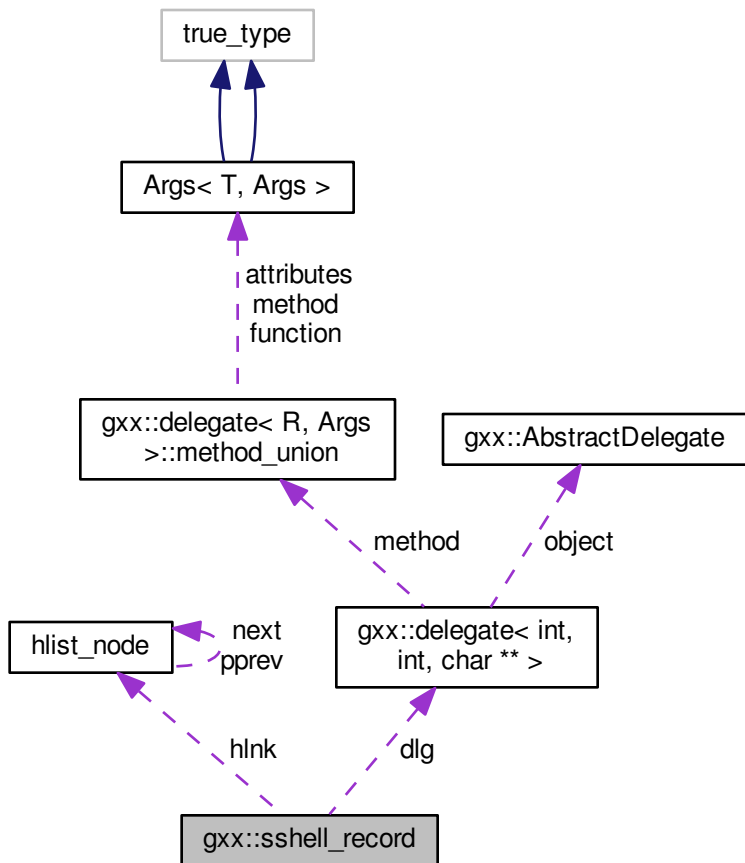 true_type
Args< T, Args >
attributes
method
function
gxx::delegate< R, Args
>::method_union
gxx::AbstractDelegate
method
object
hlist_node
next
pprev
gxx::delegate< int,
int, char ** >
hlnk
dlg
gxx::sshell_record